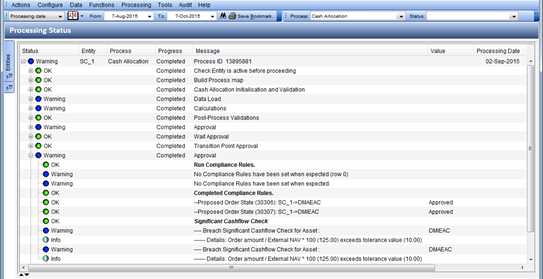 Actions Configure Data Functions Processing Tools Audit Help
Processing date From 7-Aug-2015 To 7-Oct-2015 Save Bookmark... Process Cash Allocation Status
Processing Status
Entities
Status Entity Process Progress Message Value Processing Date
Warning SC_1 Cash Allocation Completed Process ID 13895881 02-Sep-2015
OK Completed Check Entity is active before proceeding
OK Completed Build Process map
OK Completed Cash Allocation Initialisation and Validation
Warning Completed Data Load
Warning Completed Calculations
OK Completed Post-Process Validations
Warning Completed Approval
OK Completed Wait Approval
OK Completed Transition Point Approval
Warning Completed Approval
OK Run Compliance Rules.
Warning No Compliance Rules have been set when expected (row 0)
Warning No Compliance Rules have been set when expected.
OK Completed Compliance Rules.
OK --Proposed Order State (30306): SC_1->DMAEAC Approved
OK --Proposed Order State (30307): SC_1->DMIEAC Approved
OK Significant Cashflow Check
Warning ---- Breach Significant Cashflow Check for Asset : DMIEAC
Info ------ Details: Order amount / External NAV * 100 (125.00) exceeds tolerance value (10.00)
Warning ---- Breach Significant Cashflow Check for Asset : DMAEAC
Info ------ Details: Order amount / External NAV * 100 (125.00) exceeds tolerance value (10.00)